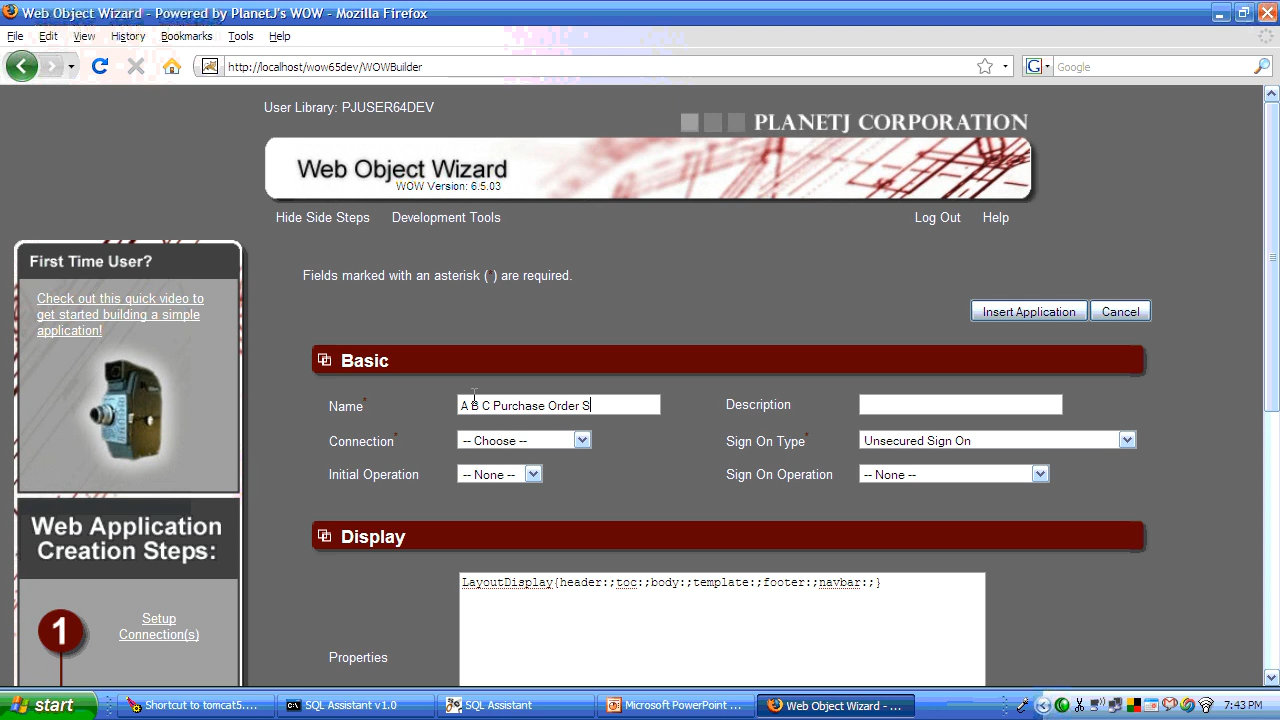 Web Object Wizard - Powered by PlanetJ's WOW - Mozilla Firefox
File Edit View History Bookmarks Tools Help
http://localhost/wow65dev/WOWBuilder
G Google
User Library: PJUSER64DEV
PLANETJ CORPORATION
Web Object Wizard
WOW Version: 6.5.03
Hide Side Steps Development Tools Log Out Help
First Time User?
Check out this quick video to
get started building a simple
application!
Fields marked with an asterisk (*) are required.
Insert Application Cancel
Basic
Name* A B C Purchase Order S Description
Connection* -- Choose -- Sign On Type* Unsecured Sign On
Initial Operation -- None -- Sign On Operation -- None --
Display
LayoutDisplay{header:;toc:;body:;template:;footer:;navbar:;}
Properties
Web Application
Creation Steps:
1 Setup
Connection(s)
start Shortcut to tomcat5.... SQL Assistant v1.0 SQL Assistant Microsoft PowerPoint ... Web Object Wizard - ... 7:43 PM